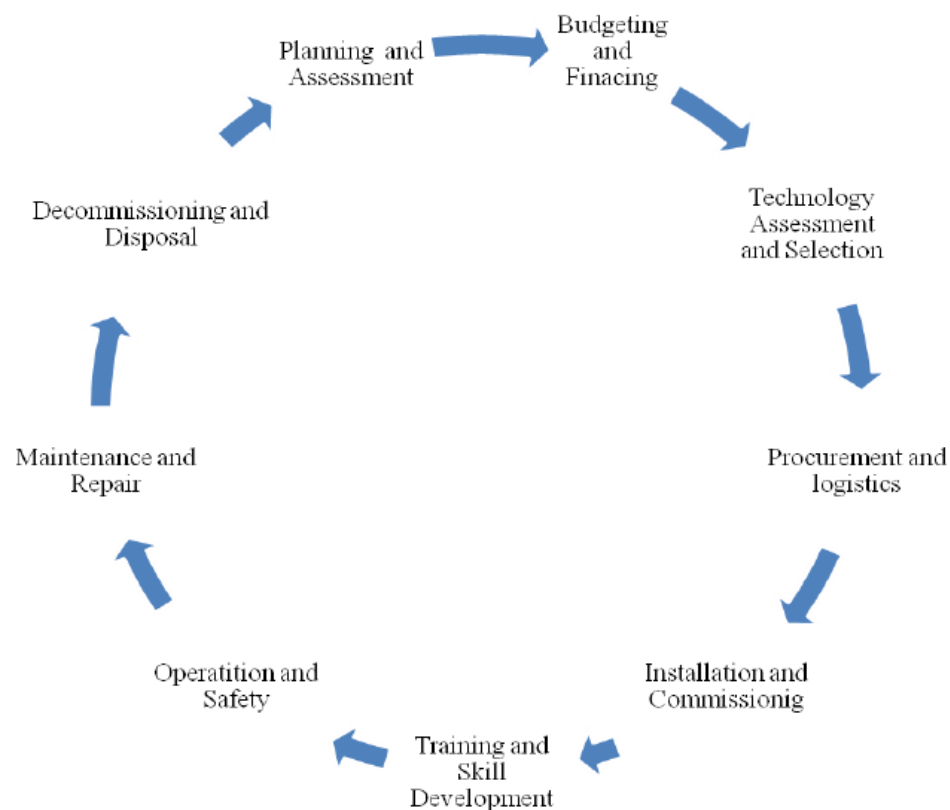 Planning and
Assessment
Budgeting
and
Finacing
Technology
Assessment
and Selection
Procurement and
logistics
Installation and
Commissionig
Training and
Skill
Development
Operatition and
Safety
Maintenance and
Repair
Decommissioning and
Disposal